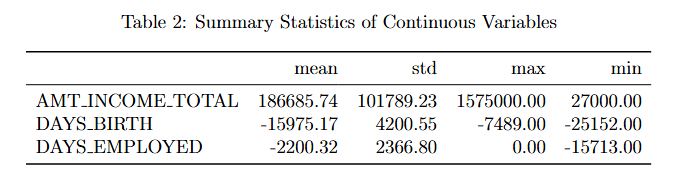 Table 2: Summary Statistics of Continuous Variables
mean std max min
AMT_INCOME_TOTAL 186685.74 101789.23 1575000.00 27000.00
DAYS_BIRTH -15975.17 4200.55 -7489.00 -25152.00
DAYS_EMPLOYED -2200.32 2366.80 0.00 -15713.00